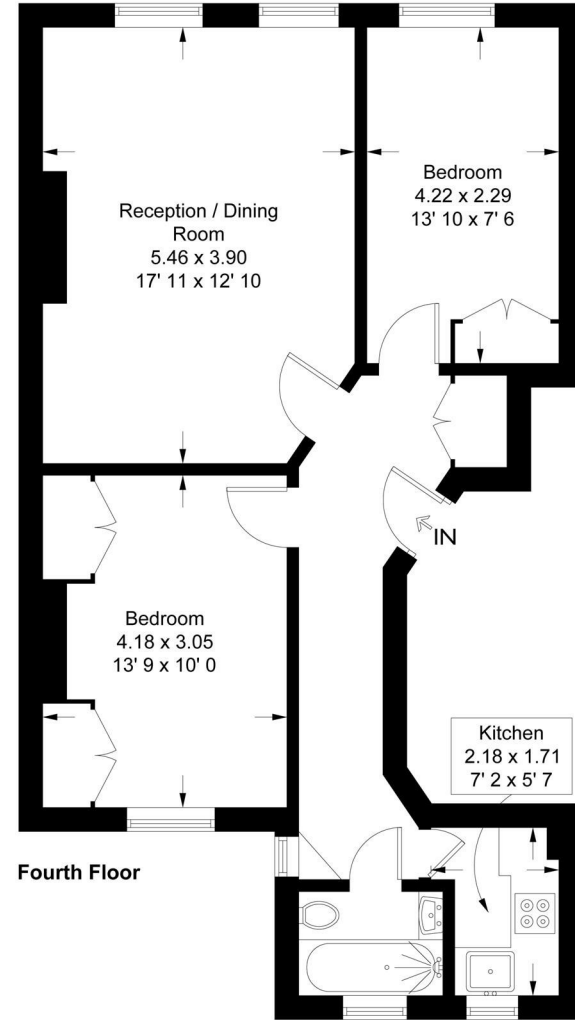 Reception / Dining
Room
5.46 x 3.90
17' 11 x 12' 10
Bedroom
4.22 x 2.29
13' 10 x 7' 6
IN
Bedroom
4.18 x 3.05
13' 9 x 10' 0
Kitchen
2.18 x 1.71
7' 2 x 5' 7
Fourth Floor